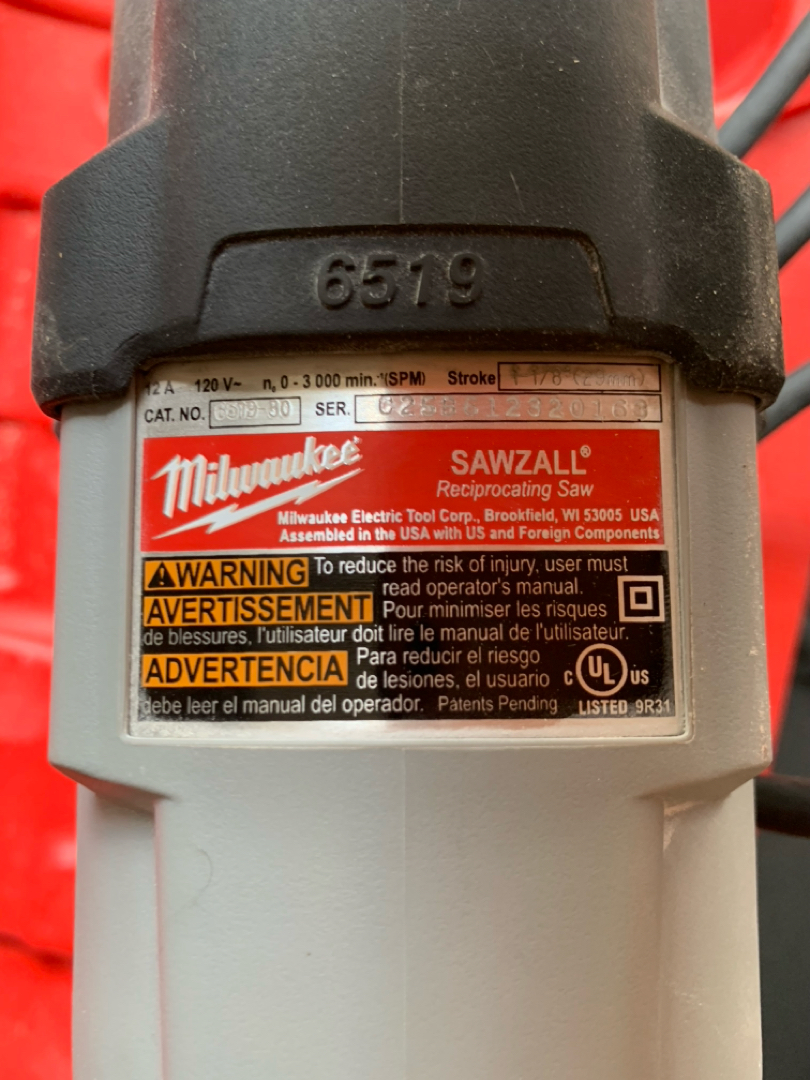 6519
12 A 120 V~ n₀ 0 - 3 000 min.⁻¹(SPM) Stroke 1-1/8" (29mm)
CAT. NO. 6519-30 SER.
Milwaukee®
SAWZALL®
Reciprocating Saw
Milwaukee Electric Tool Corp., Brookfield, WI 53005 USA
Assembled in the USA with US and Foreign Components
⚠WARNING To reduce the risk of injury, user must
read operator's manual.
AVERTISSEMENT Pour minimiser les risques
de blessures, l'utilisateur doit lire le manual de l'utilisateur.
ADVERTENCIA Para reducir el riesgo
de lesiones, el usuario
debe leer el manual del operador. Patents Pending
C UL US
LISTED 9R31